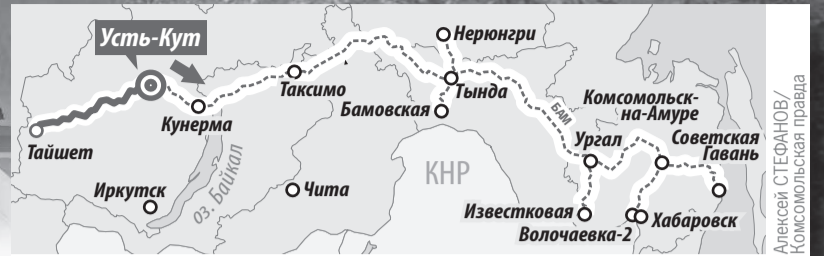 Усть-Кут
Нерюнгри
Таксимо
Тында
Бамовская
БАМ
Комсомольск-
на-Амуре
Кунерма
Ургал
Советская
Гавань
Тайшет
КНР
оз. Байкал
Иркутск
Чита
Известковая
Хабаровск
Волочаевка-2
Алексей СТЕФАНОВ/
Комсомольская правда